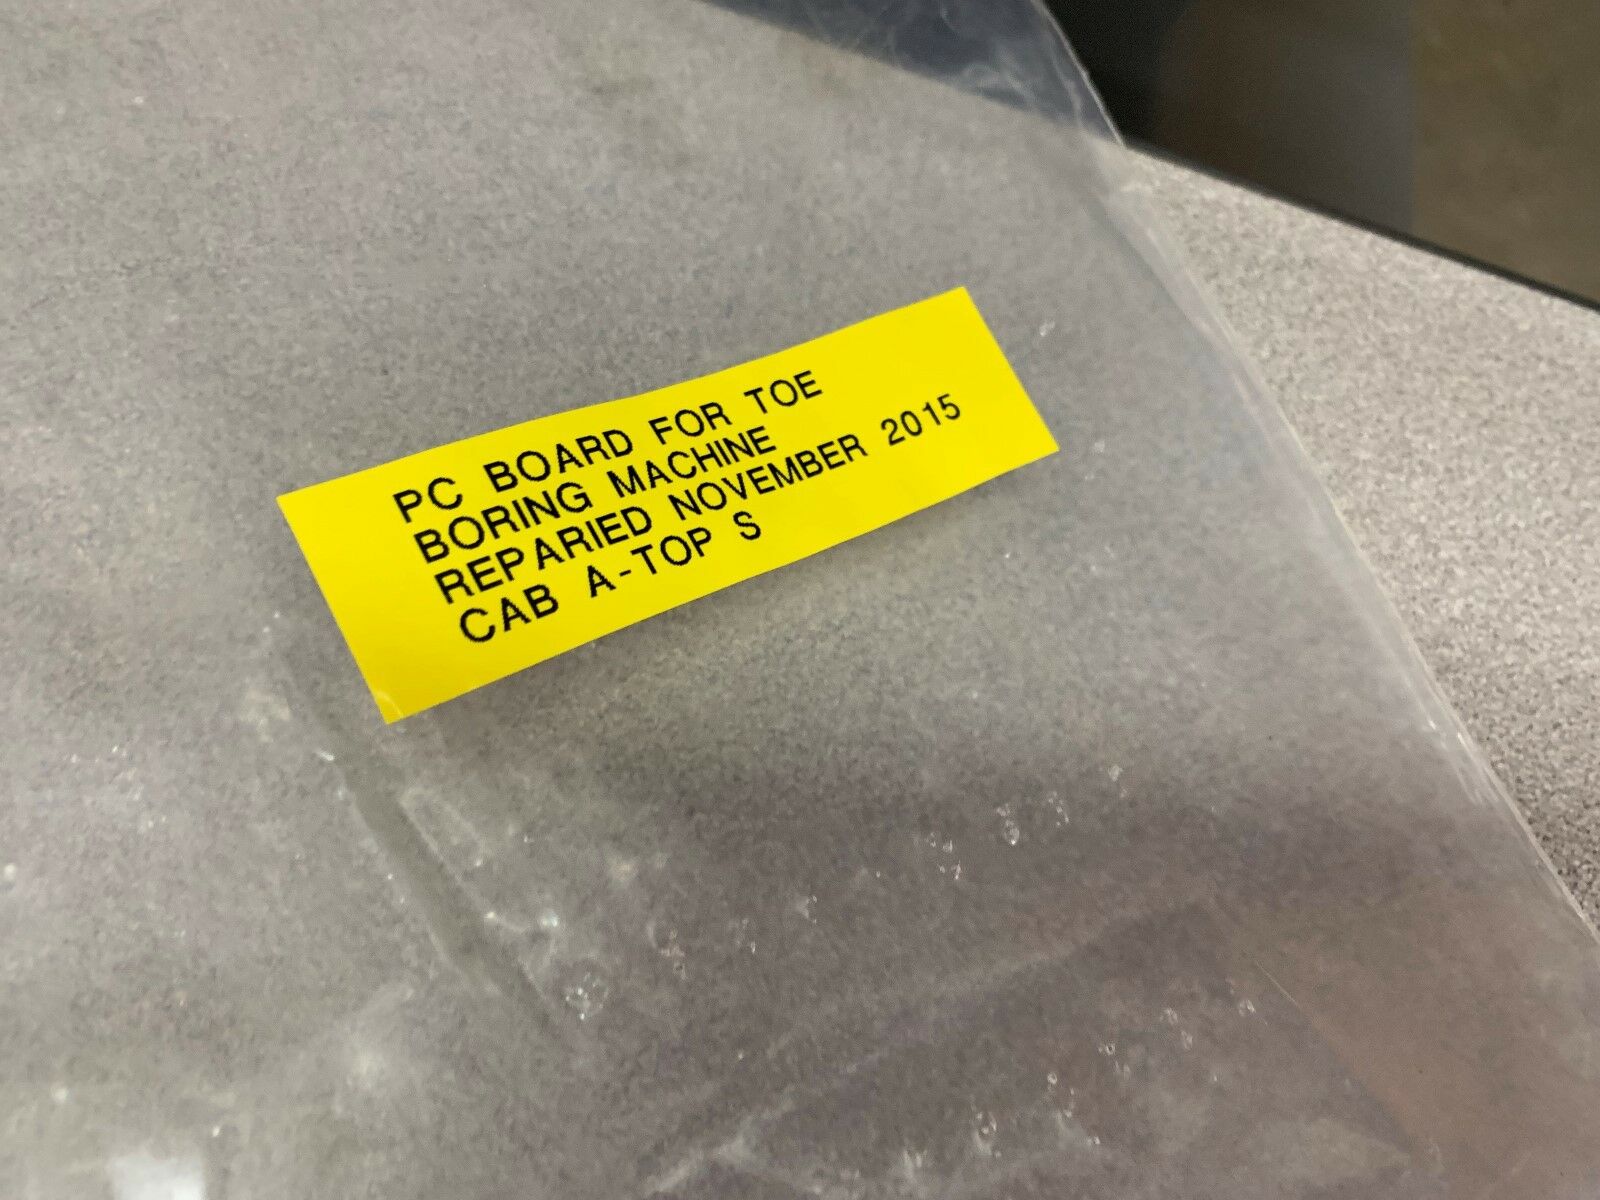 PC BOARD FOR TOE
BORING MACHINE
REPARIED NOVEMBER 2015
CAB A-TOP S